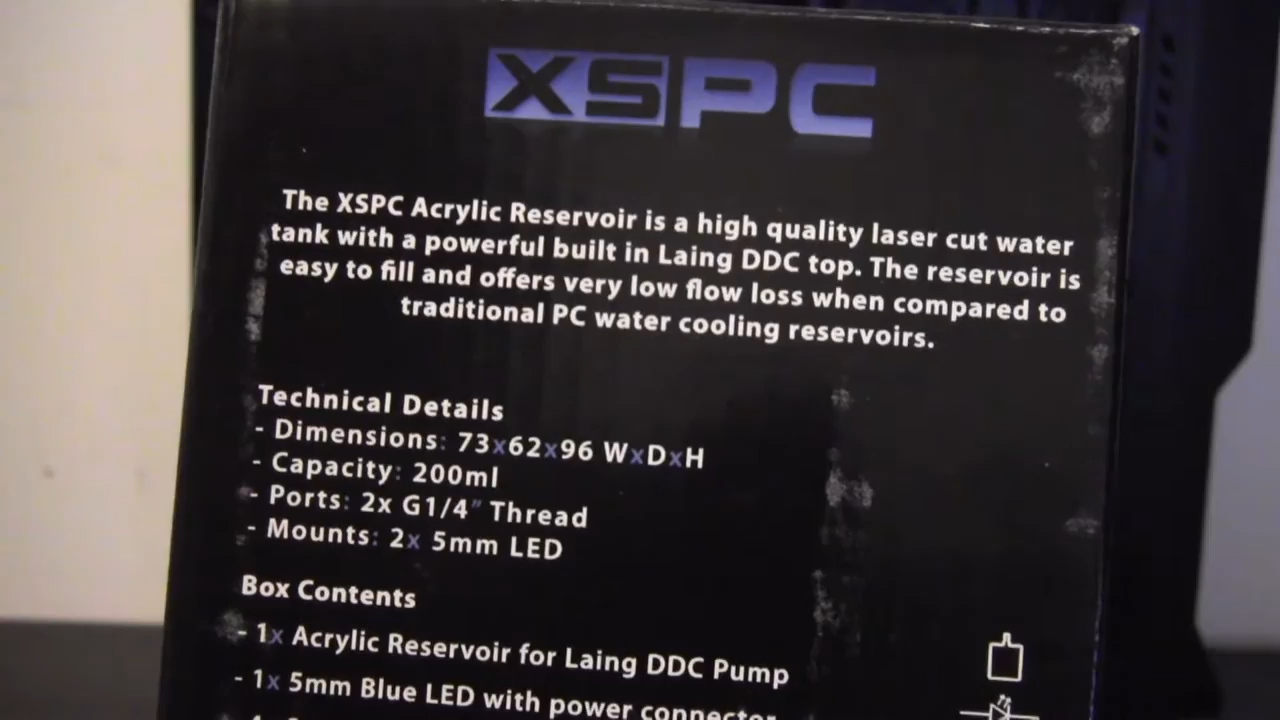 XSPC
The XSPC Acrylic Reservoir is a high quality laser cut water
tank with a powerful built in Laing DDC top. The reservoir is
easy to fill and offers very low flow loss when compared to
traditional PC water cooling reservoirs.
Technical Details
- Dimensions: 73x62x96 WxDxH
- Capacity: 200ml
- Ports: 2x G1/4" Thread
- Mounts: 2x 5mm LED
Box Contents
- 1x Acrylic Reservoir for Laing DDC Pump
- 1x 5mm Blue LED with power connector